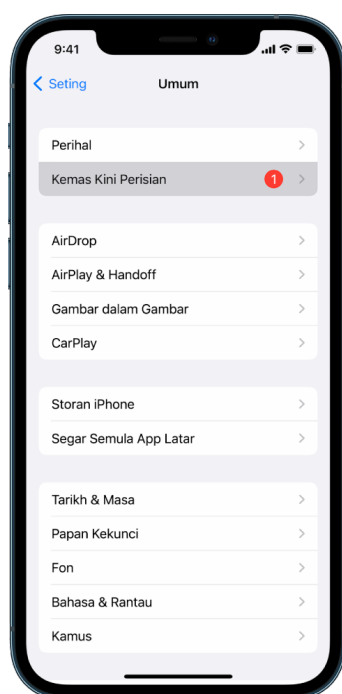 9:41
Seting
Umum
Perihal
Kemas Kini Perisian 1
AirDrop
AirPlay & Handoff
Gambar dalam Gambar
CarPlay
Storan iPhone
Segar Semula App Latar
Tarikh & Masa
Papan Kekunci
Fon
Bahasa & Rantau
Kamus